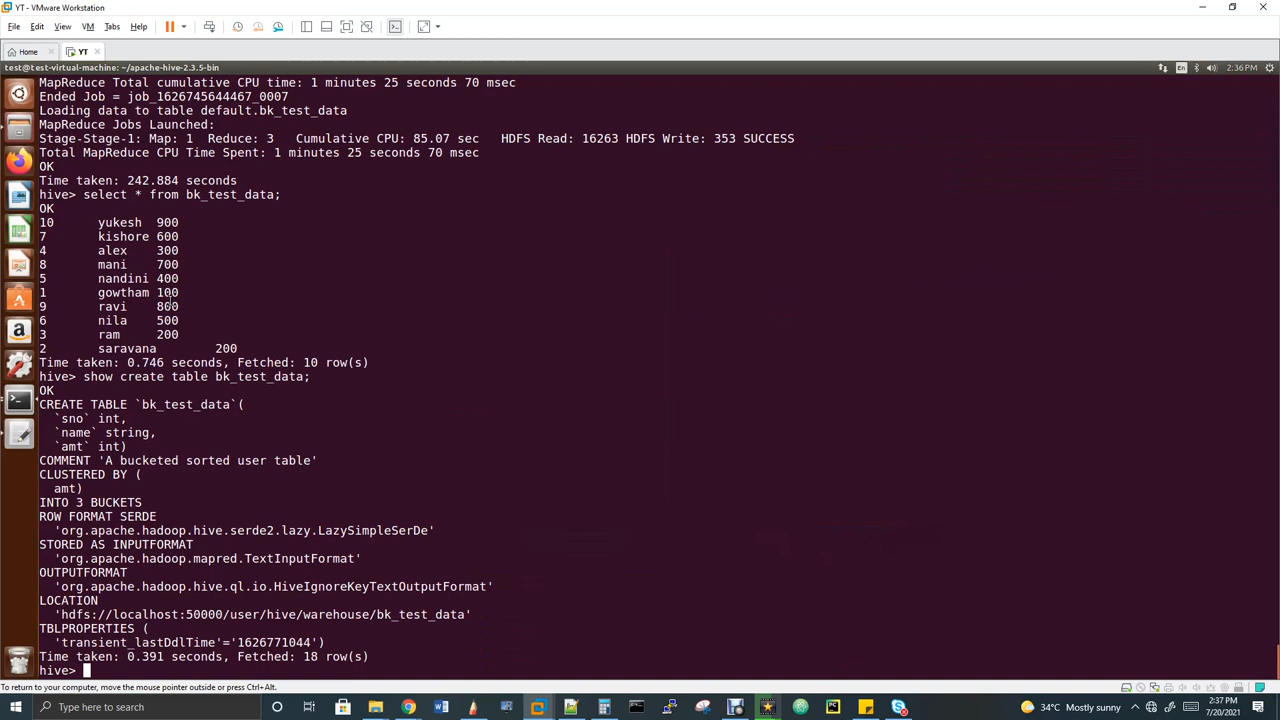 YT - VMware Workstation
File Edit View VM Tabs Help
Home YT
test@test-virtual-machine: ~/apache-hive-2.3.5-bin En 2:36 PM
MapReduce Total cumulative CPU time: 1 minutes 25 seconds 70 msec
Ended Job = job_1626745644467_0007
Loading data to table default.bk_test_data
MapReduce Jobs Launched:
Stage-Stage-1: Map: 1 Reduce: 3 Cumulative CPU: 85.07 sec HDFS Read: 16263 HDFS Write: 353 SUCCESS
Total MapReduce CPU Time Spent: 1 minutes 25 seconds 70 msec
OK
Time taken: 242.884 seconds
hive> select * from bk_test_data;
OK
10 yukesh 900
7 kishore 600
4 alex 300
8 mani 700
5 nandini 400
1 gowtham 100
9 ravi 800
6 nila 500
3 ram 200
2 saravana 200
Time taken: 0.746 seconds, Fetched: 10 row(s)
hive> show create table bk_test_data;
OK
CREATE TABLE `bk_test_data`(
`sno` int,
`name` string,
`amt` int)
COMMENT 'A bucketed sorted user table'
CLUSTERED BY (
amt)
INTO 3 BUCKETS
ROW FORMAT SERDE
'org.apache.hadoop.hive.serde2.lazy.LazySimpleSerDe'
STORED AS INPUTFORMAT
'org.apache.hadoop.mapred.TextInputFormat'
OUTPUTFORMAT
'org.apache.hadoop.hive.ql.io.HiveIgnoreKeyTextOutputFormat'
LOCATION
'hdfs://localhost:50000/user/hive/warehouse/bk_test_data'
TBLPROPERTIES (
'transient_lastDdlTime'='1626771044')
Time taken: 0.391 seconds, Fetched: 18 row(s)
hive>
To return to your computer, move the mouse pointer outside or press Ctrl+Alt.
Type here to search
34°C Mostly sunny
2:37 PM
7/20/2021